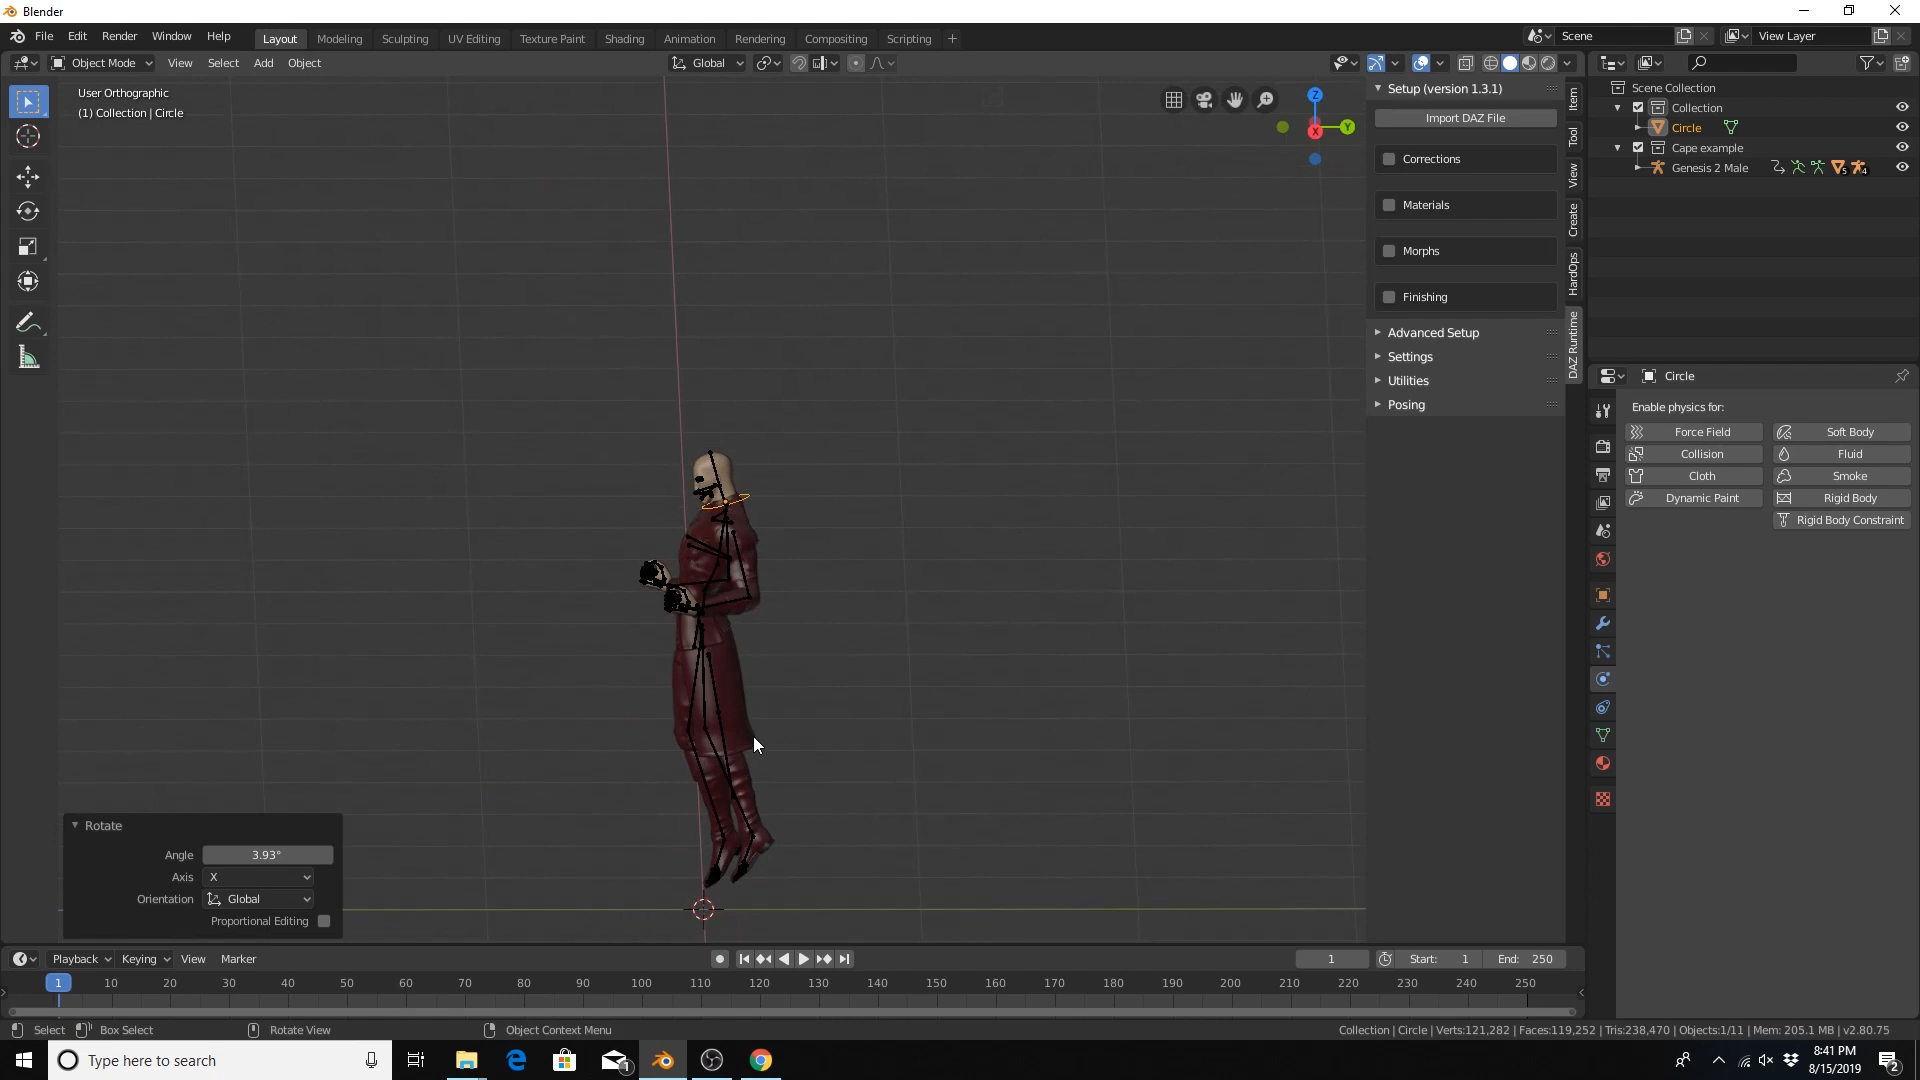 Blender
File Edit Render Window Help
Layout Modeling Sculpting UV Editing Texture Paint Shading Animation Rendering Compositing Scripting +
Scene
View Layer
Object Mode View Select Add Object
Global
User Orthographic
(1) Collection | Circle
Z
Y
X
Setup (version 1.3.1)
Import DAZ File
Corrections
Materials
Morphs
Finishing
Advanced Setup
Settings
Utilities
Posing
Item
Tool
View
Create
HardOps
DAZ Runtime
Scene Collection
Collection
Circle
Cape example
Genesis 2 Male
5
4
Circle
Enable physics for:
Force Field
Soft Body
Collision
Fluid
Cloth
Smoke
Dynamic Paint
Rigid Body
Rigid Body Constraint
Rotate
Angle 3.93°
Axis X
Orientation Global
Proportional Editing
Playback Keying View Marker
1 Start: 1 End: 250
1 10 20 30 40 50 60 70 80 90 100 110 120 130 140 150 160 170 180 190 200 210 220 230 240 250
Select Box Select Rotate View Object Context Menu
Collection | Circle | Verts:121,282 | Faces:119,252 | Tris:238,470 | Objects:1/11 | Mem: 205.1 MB | v2.80.75
Type here to search
1
8:41 PM
8/15/2019
2